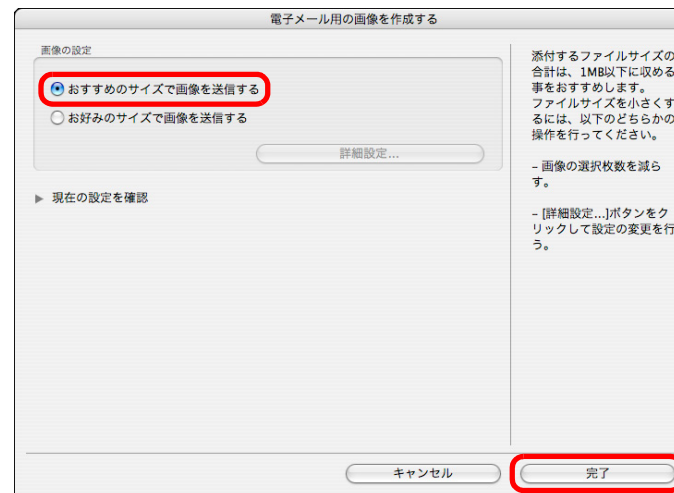 電子メール用の画像を作成する
画像の設定
おすすめのサイズで画像を送信する
お好みのサイズで画像を送信する
詳細設定...
現在の設定を確認
添付するファイルサイズの
合計は、1MB以下に収める
事をおすすめします。
ファイルサイズを小さくす
るには、以下のどちらかの
操作を行ってください。
– 画像の選択枚数を減ら
す。
– [詳細設定...]ボタンをク
リックして設定の変更を行
う。
キャンセル
完了